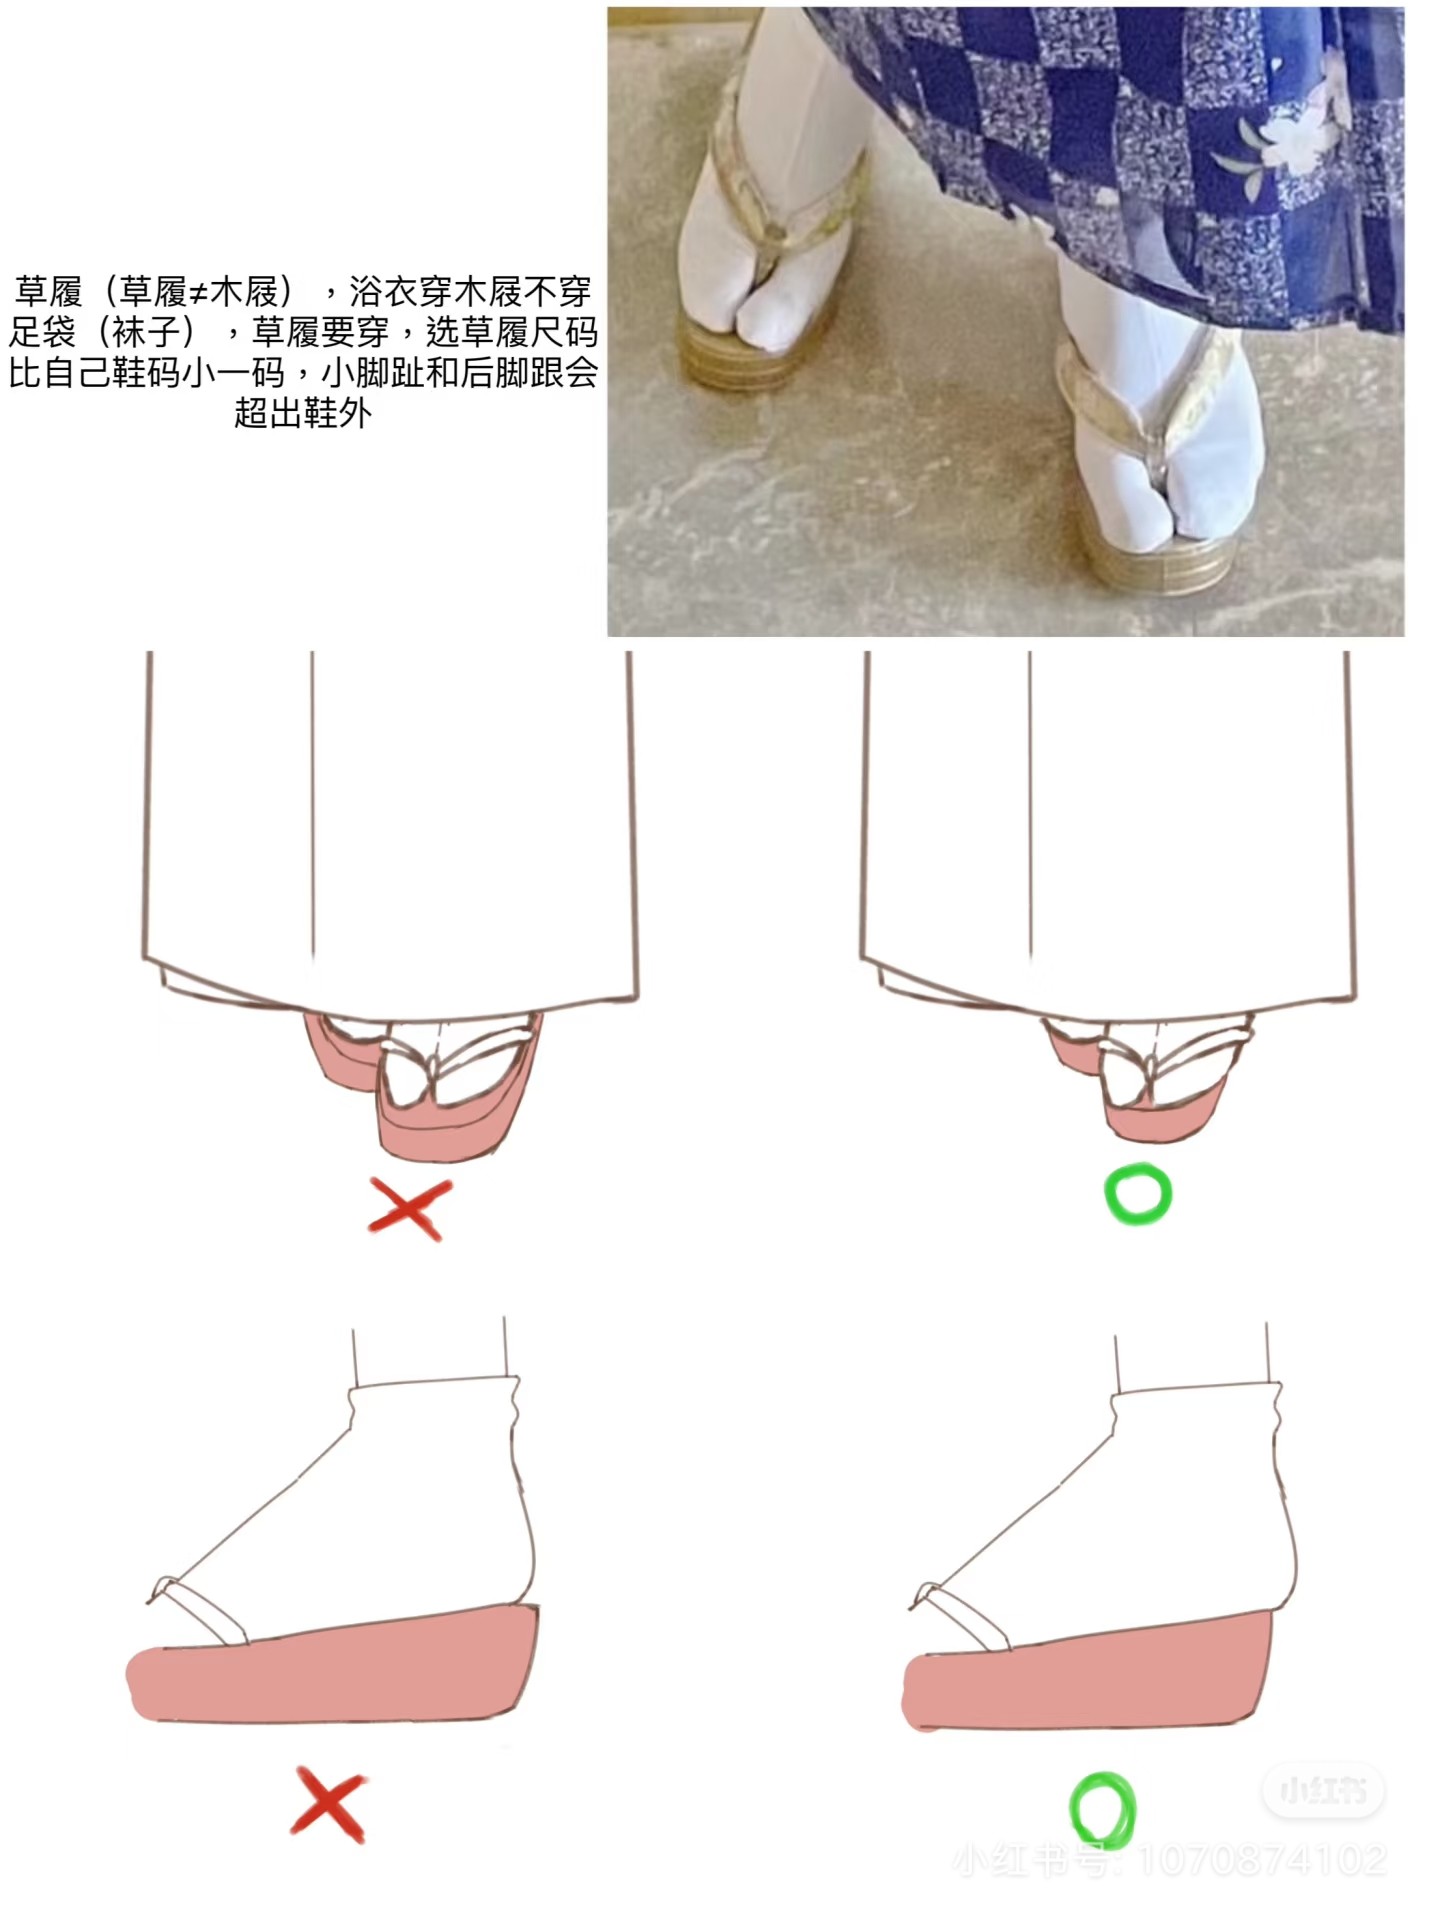 草履（草履≠木屐），浴衣穿木屐不穿
足袋（袜子），草履要穿，选草履尺码
比自己鞋码小一码，小脚趾和后脚跟会
超出鞋外
小红书
小红书号: 1070874102